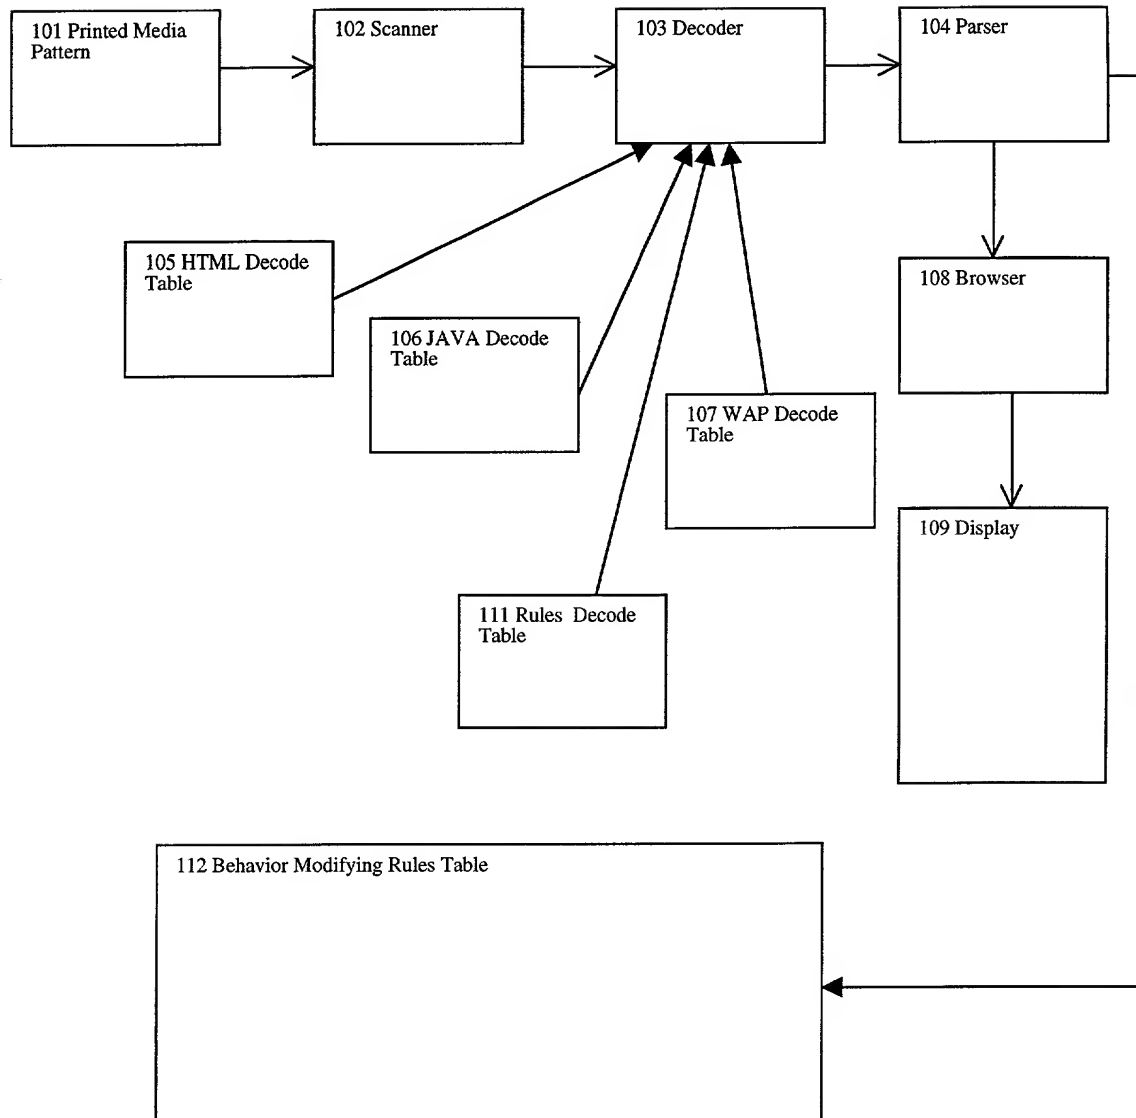 101 Printed Media
Pattern
102 Scanner
103 Decoder
104 Parser
105 HTML Decode
Table
106 JAVA Decode
Table
107 WAP Decode
Table
108 Browser
109 Display
111 Rules Decode
Table
112 Behavior Modifying Rules Table